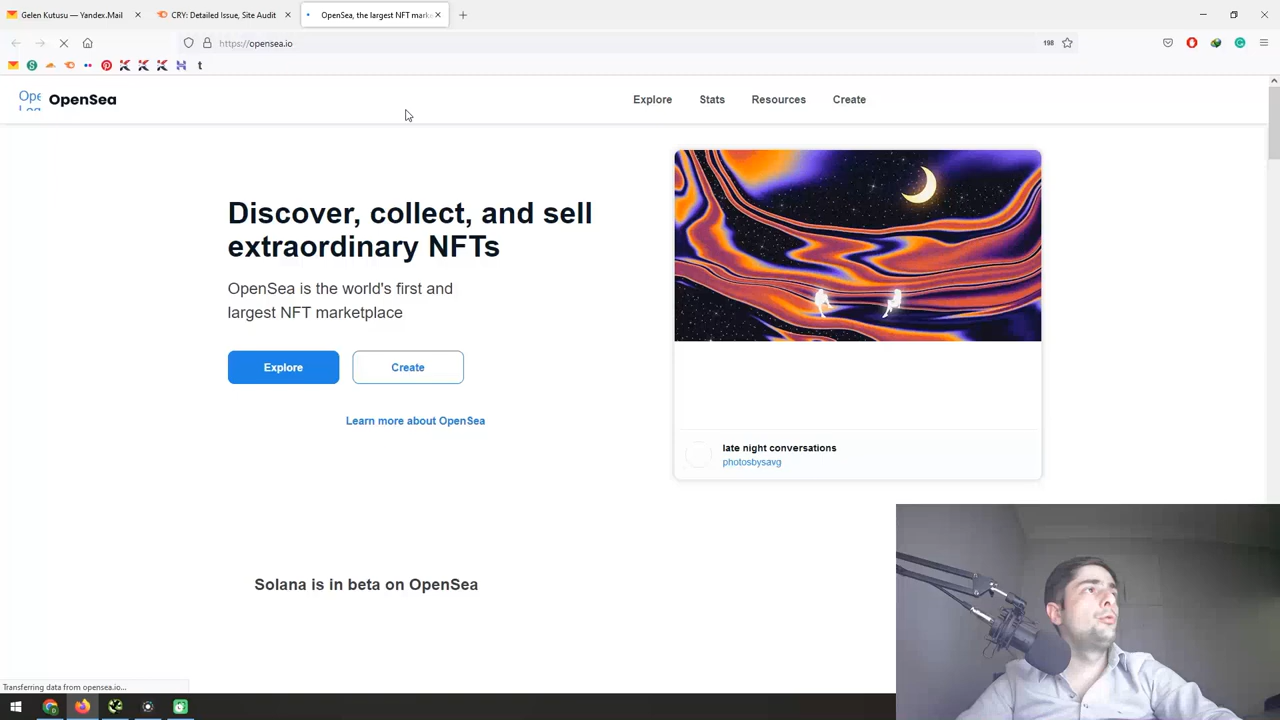 Gelen Kutusu — Yandex.Mail
CRY: Detailed Issue, Site Audit
OpenSea, the largest NFT mark
https://opensea.io
198
OpenSea
Explore
Stats
Resources
Create
Discover, collect, and sell
extraordinary NFTs
OpenSea is the world's first and
largest NFT marketplace
Explore
Create
Learn more about OpenSea
late night conversations
photosbysavg
Solana is in beta on OpenSea
Transferring data from opensea.io...